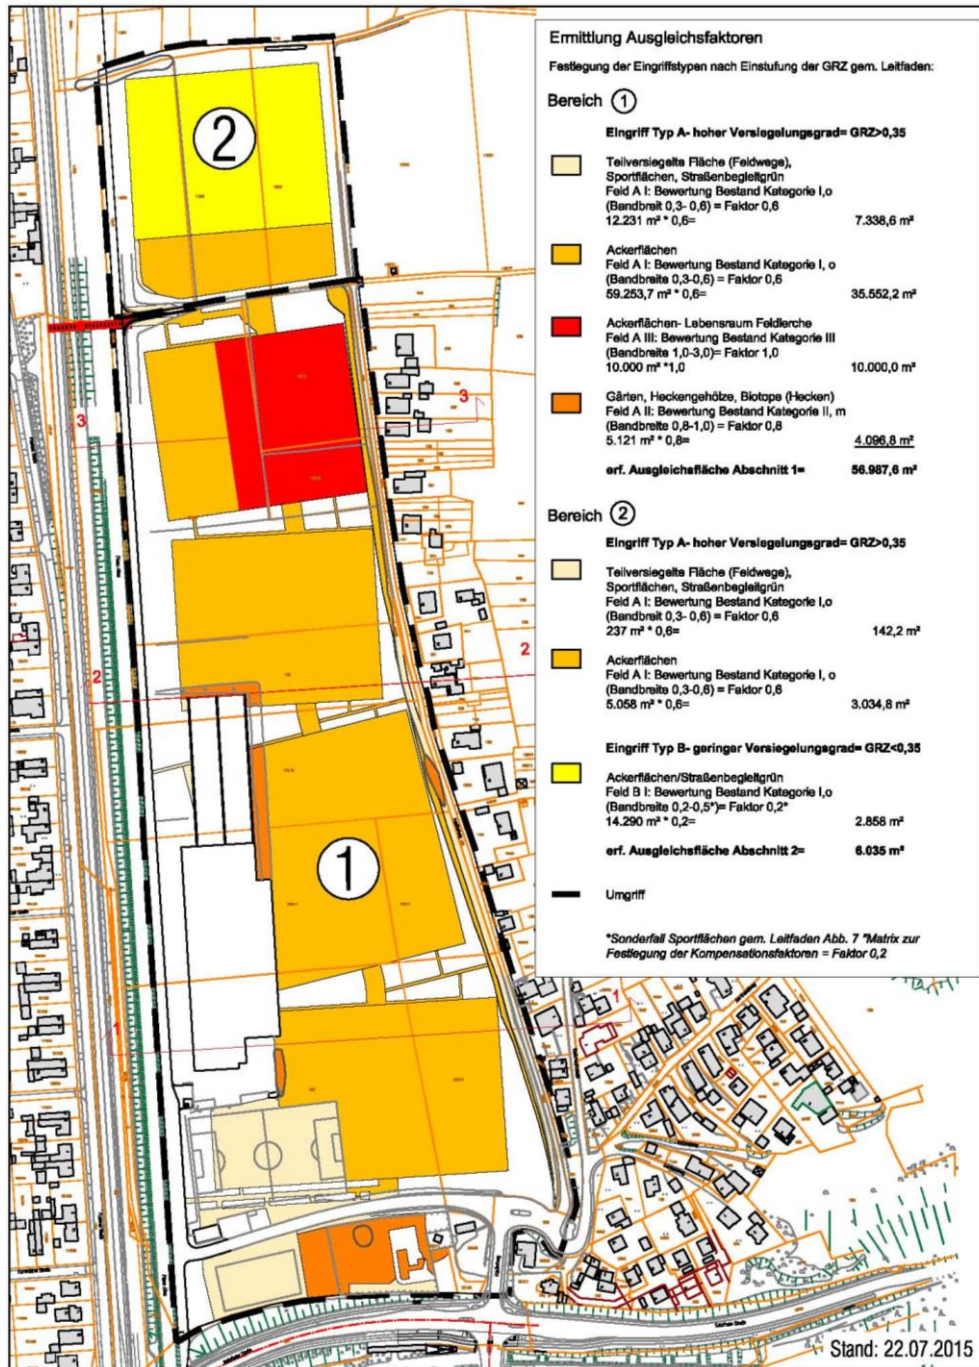 Ermittlung Ausgleichsfaktoren
Festlegung der Eingriffstypen nach Einstufung der GRZ gem. Leitfaden:
Bereich 1
Eingriff Typ A- hoher Versiegelungsgrad= GRZ>0,35
Teilversiegelte Fläche (Feldwege),
Sportflächen, Straßenbegleitgrün
Feld A I: Bewertung Bestand Kategorie I,o
(Bandbreit 0,3- 0,6) = Faktor 0,6
12.231 m² * 0,6= 7.338,6 m²
Ackerflächen
Feld A I: Bewertung Bestand Kategorie I, o
(Bandbreite 0,3-0,6) = Faktor 0,6
59.253,7 m² * 0,6= 35.552,2 m²
Ackerflächen- Lebensraum Feldlerche
Feld A III: Bewertung Bestand Kategorie III
(Bandbreite 1,0-3,0)= Faktor 1,0
10.000 m² *1,0 10.000,0 m²
Gärten, Heckengehölze, Biotope (Hecken)
Feld A II: Bewertung Bestand Kategorie II, m
(Bandbreite 0,8-1,0) = Faktor 0,8
5.121 m² * 0,8= 4.096,8 m²
erf. Ausgleichsfläche Abschnitt 1= 56.987,6 m²
Bereich 2
Eingriff Typ A- hoher Versiegelungsgrad= GRZ>0,35
Teilversiegelte Fläche (Feldwege),
Sportflächen, Straßenbegleitgrün
Feld A I: Bewertung Bestand Kategorie I,o
(Bandbreit 0,3- 0,6) = Faktor 0,6
237 m² * 0,6= 142,2 m²
Ackerflächen
Feld A I: Bewertung Bestand Kategorie I, o
(Bandbreite 0,3-0,6) = Faktor 0,6
5.058 m² * 0,6= 3.034,8 m²
Eingriff Typ B- geringer Versiegelungsgrad= GRZ<0,35
Ackerflächen/Straßenbegleitgrün
Feld B I: Bewertung Bestand Kategorie I,o
(Bandbreite 0,2-0,5*)= Faktor 0,2*
14.290 m² * 0,2= 2.858 m²
erf. Ausgleichsfläche Abschnitt 2= 6.035 m²
Umgriff
*Sonderfall Sportflächen gem. Leitfaden Abb. 7 "Matrix zur
Festlegung der Kompensationsfaktoren = Faktor 0,2
2
3
3
2
2
1
1
1
Stand: 22.07.2015